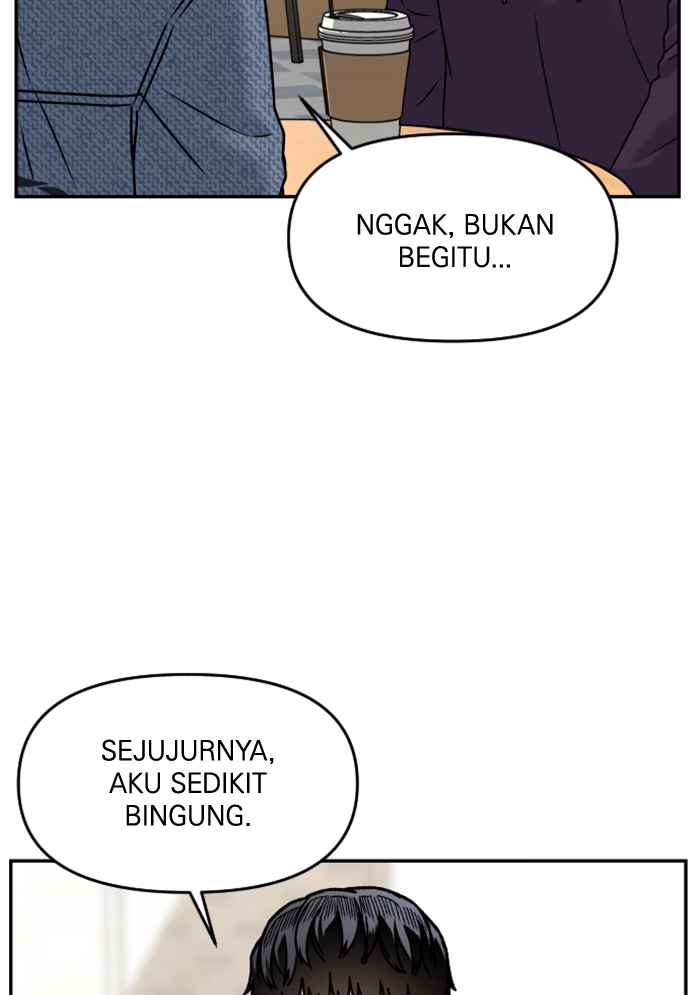 NGGAK, BUKAN
BEGITU...
SEJUJURNYA,
AKU SEDIKIT
BINGUNG.